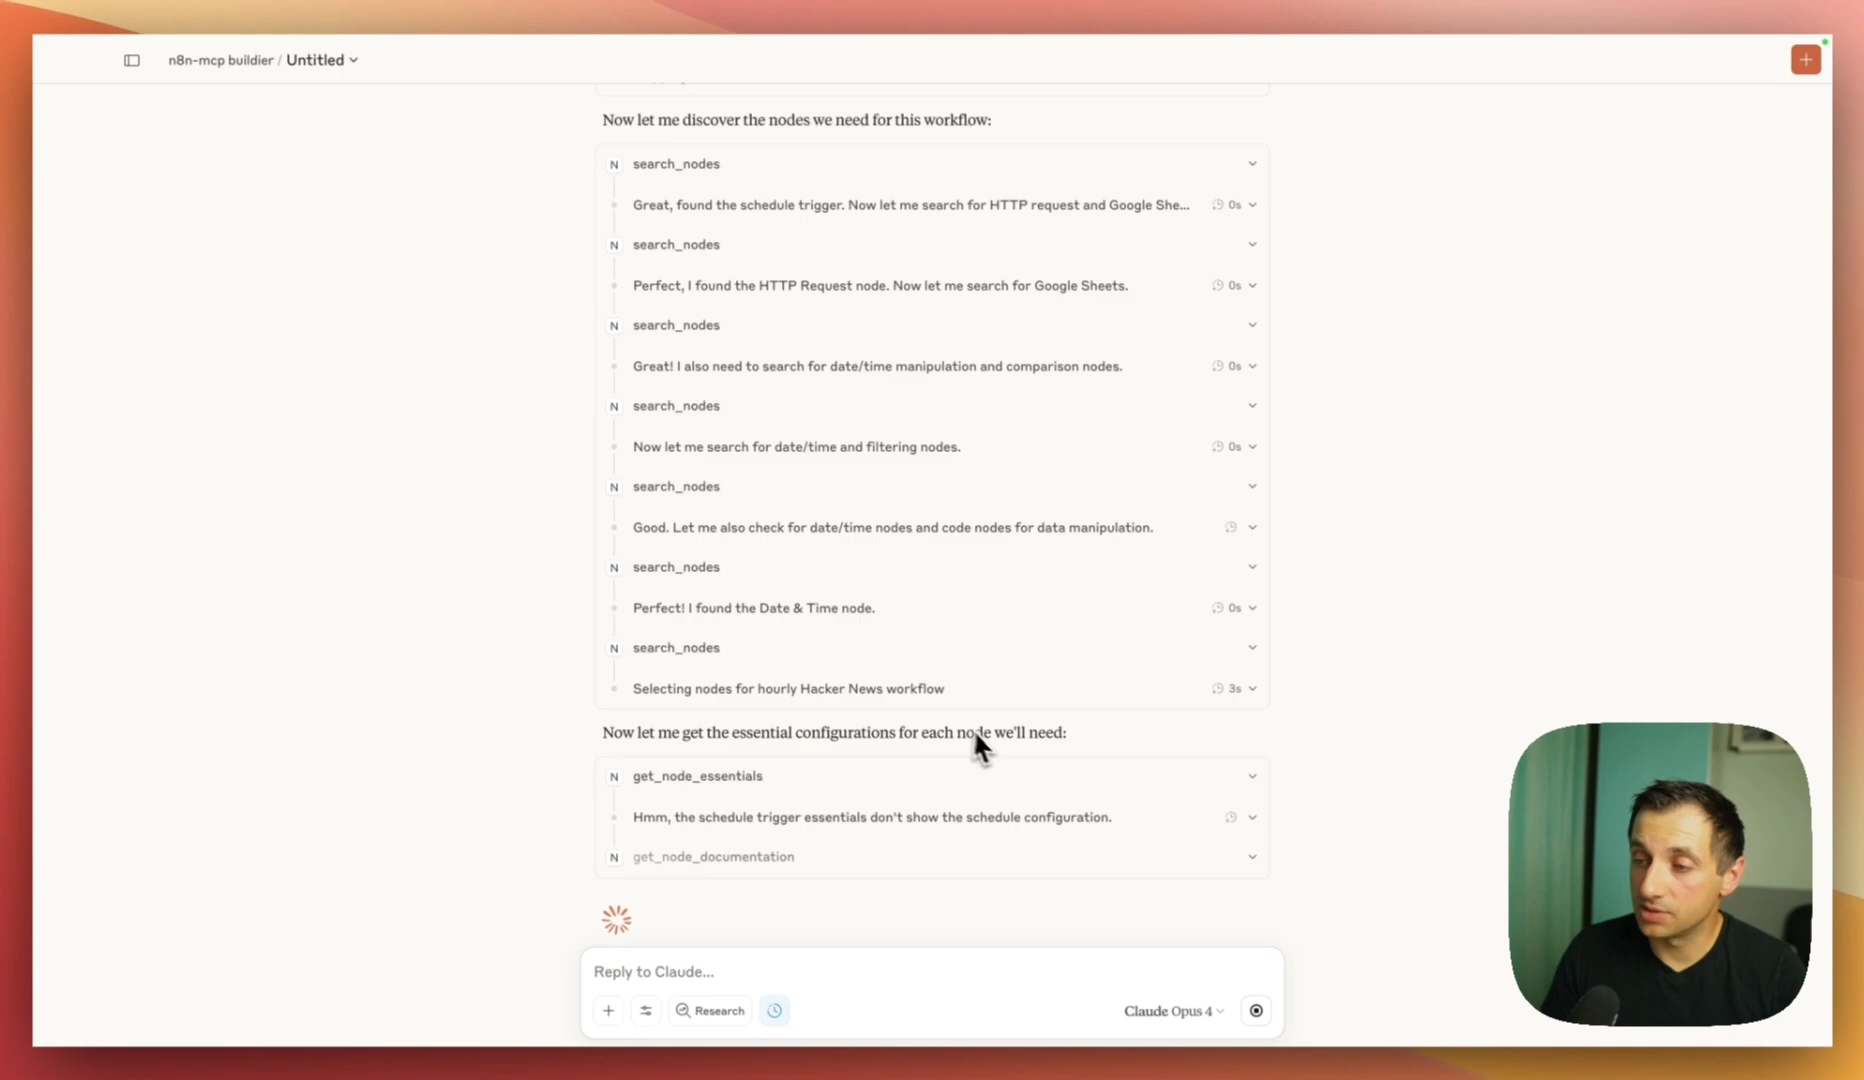 n8n-mcp buildier / Untitled
Now let me discover the nodes we need for this workflow:
N search_nodes
Great, found the schedule trigger. Now let me search for HTTP request and Google She... 0s
N search_nodes
Perfect, I found the HTTP Request node. Now let me search for Google Sheets. 0s
N search_nodes
Great! I also need to search for date/time manipulation and comparison nodes. 0s
N search_nodes
Now let me search for date/time and filtering nodes. 0s
N search_nodes
Good. Let me also check for date/time nodes and code nodes for data manipulation.
N search_nodes
Perfect! I found the Date & Time node. 0s
N search_nodes
Selecting nodes for hourly Hacker News workflow 3s
Now let me get the essential configurations for each node we'll need:
N get_node_essentials
Hmm, the schedule trigger essentials don't show the schedule configuration.
N get_node_documentation
Reply to Claude...
Research
Claude Opus 4